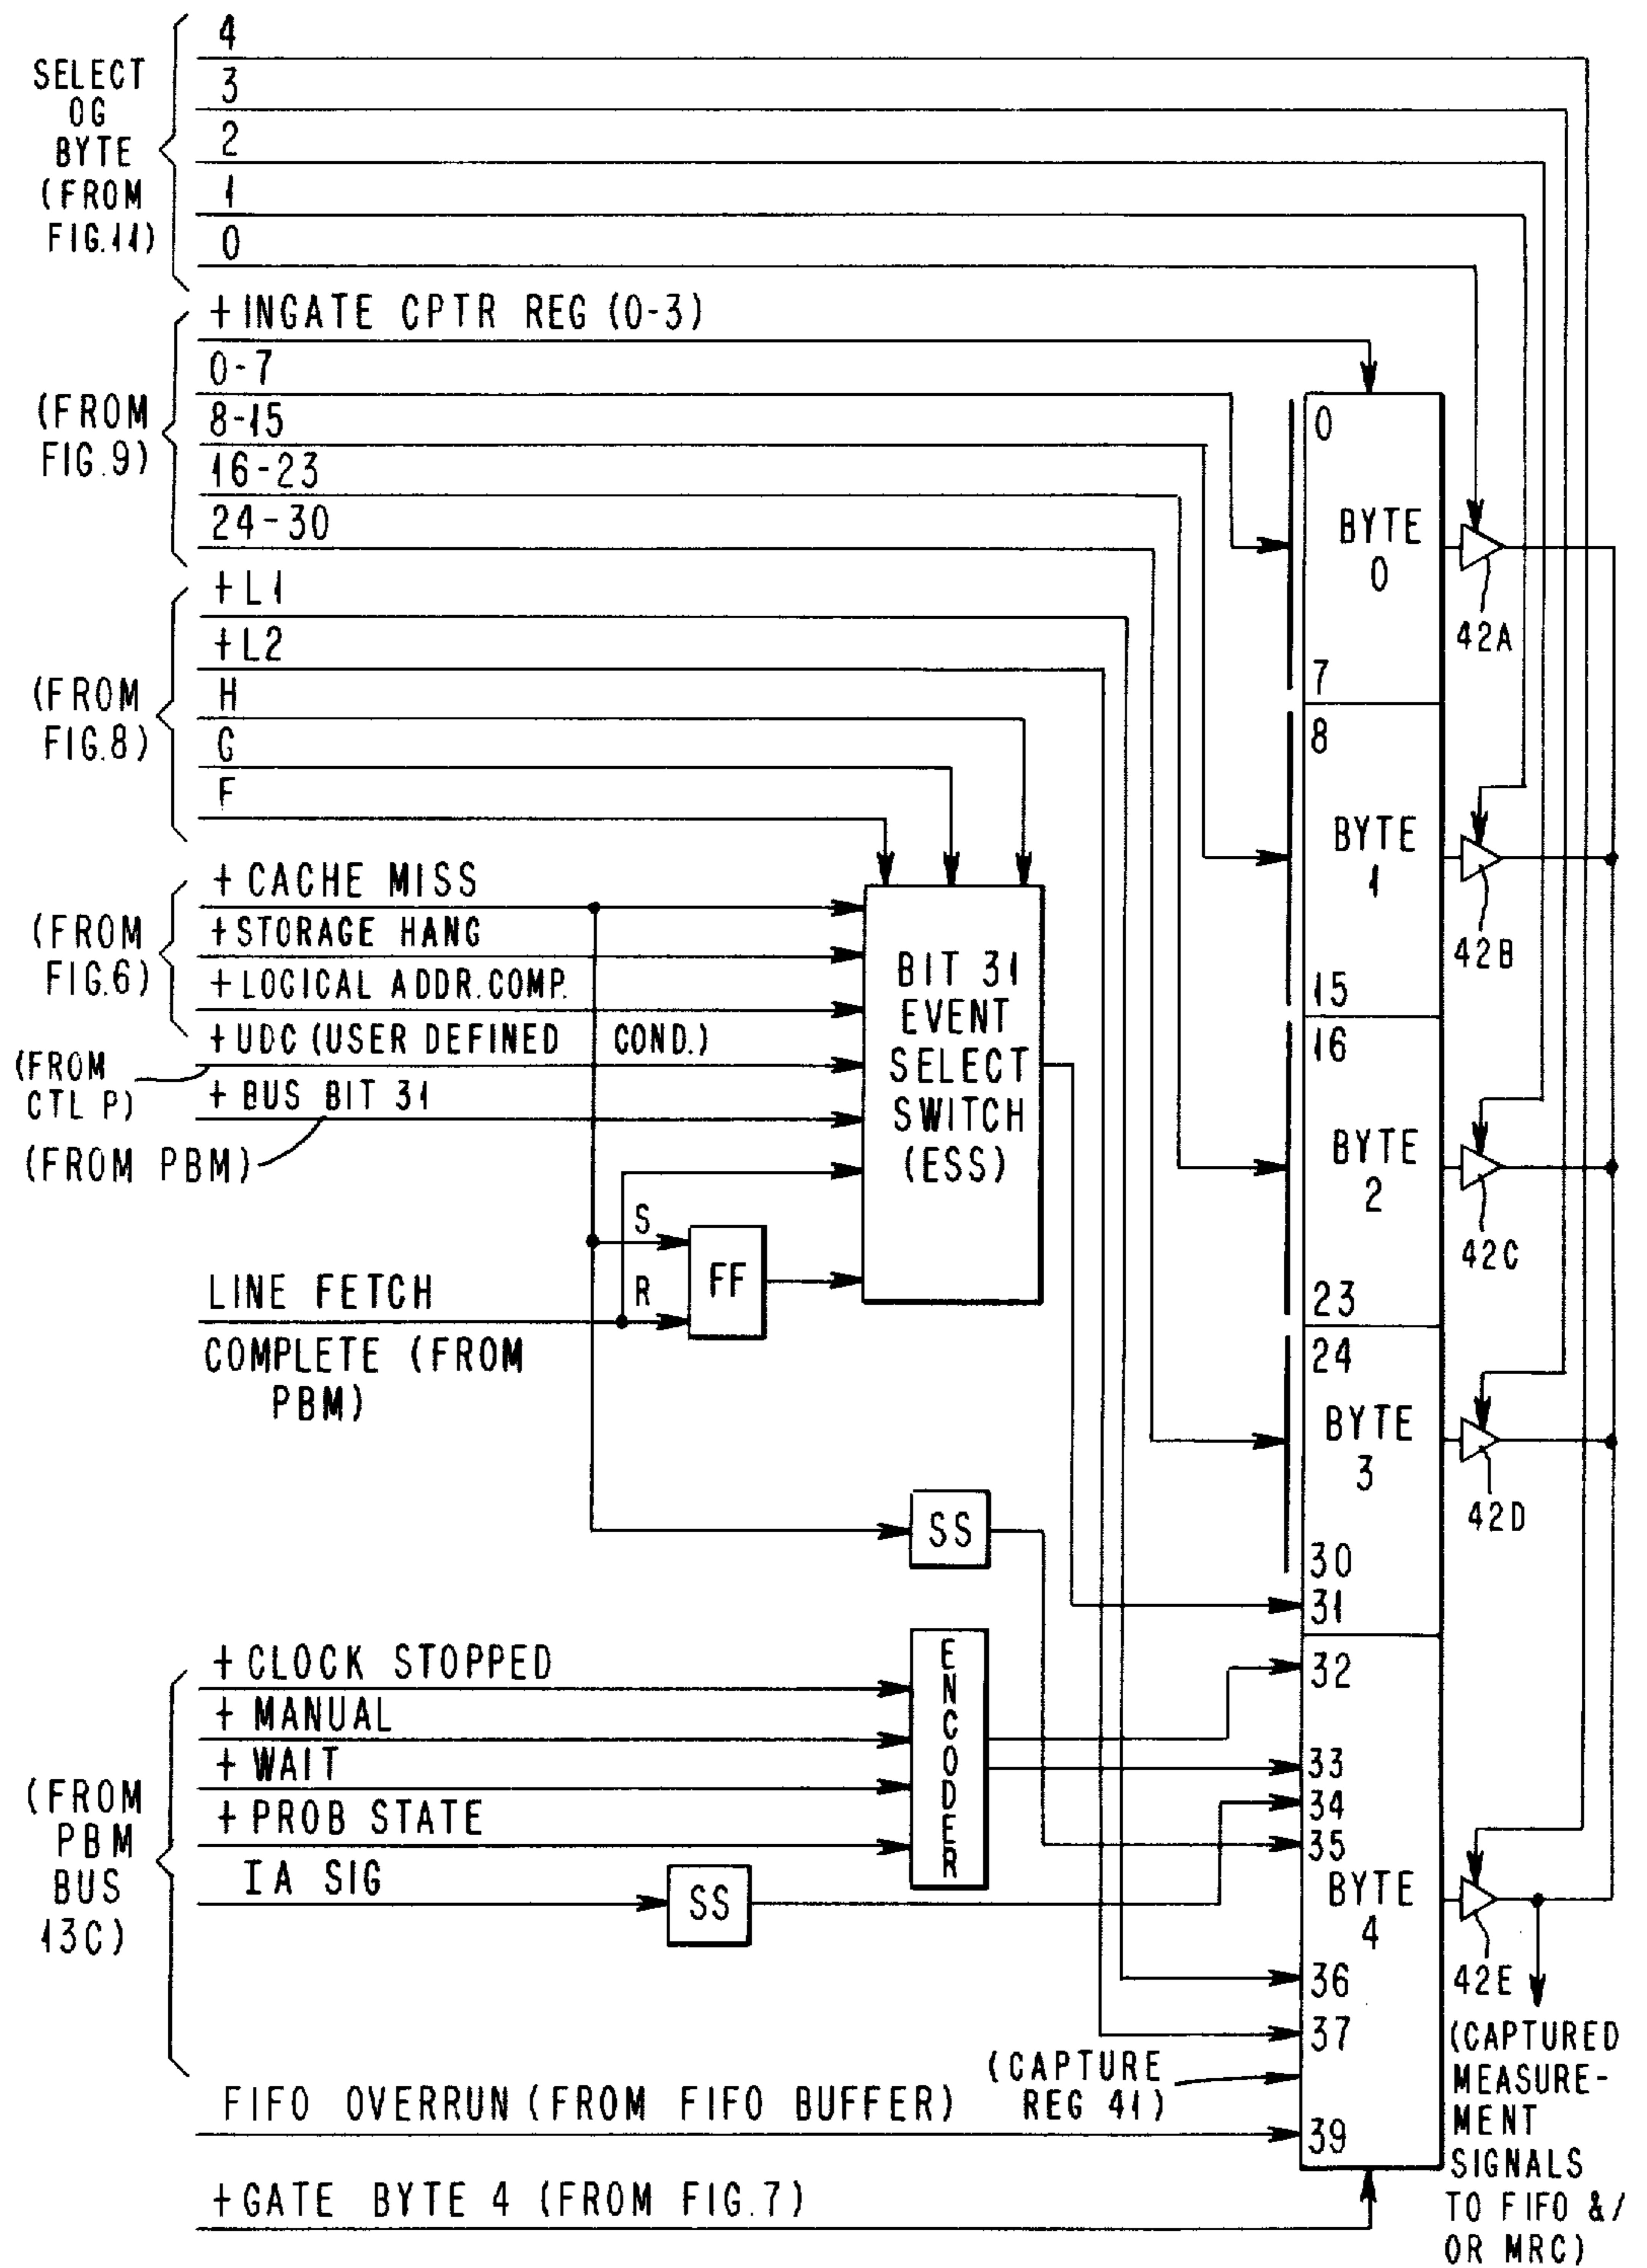 SELECT
OG
BYTE
(FROM
FIG.11)
4
3
2
1
0
(FROM
FIG.9)
+INGATE CPTR REG (0-3)
0-7
8-15
16-23
24-30
(FROM
FIG.8)
+L1
+L2
H
G
F
(FROM
FIG.6)
+ CACHE MISS
+STORAGE HANG
+LOGICAL ADDR.COMP.
+UDC (USER DEFINED COND.)
(FROM
CTL P)
+ BUS BIT 31
(FROM PBM)
LINE FETCH
COMPLETE (FROM
PBM)
S
R
FF
BIT 31
EVENT
SELECT
SWITCH
(ESS)
SS
(FROM
PBM
BUS
13C)
+CLOCK STOPPED
+ MANUAL
+ WAIT
+ PROB STATE
IA SIG
SS
ENCODER
FIFO OVERRUN (FROM FIFO BUFFER)
+GATE BYTE 4 (FROM FIG.7)
(CAPTURE
REG 41)
0
BYTE
0
7
8
BYTE
1
15
16
BYTE
2
23
24
BYTE
3
30
31
32
33
34
35
BYTE
4
36
37
39
42A
42B
42C
42D
42E
(CAPTURED
MEASURE-
MENT
SIGNALS
TO FIFO &/
OR MRC)